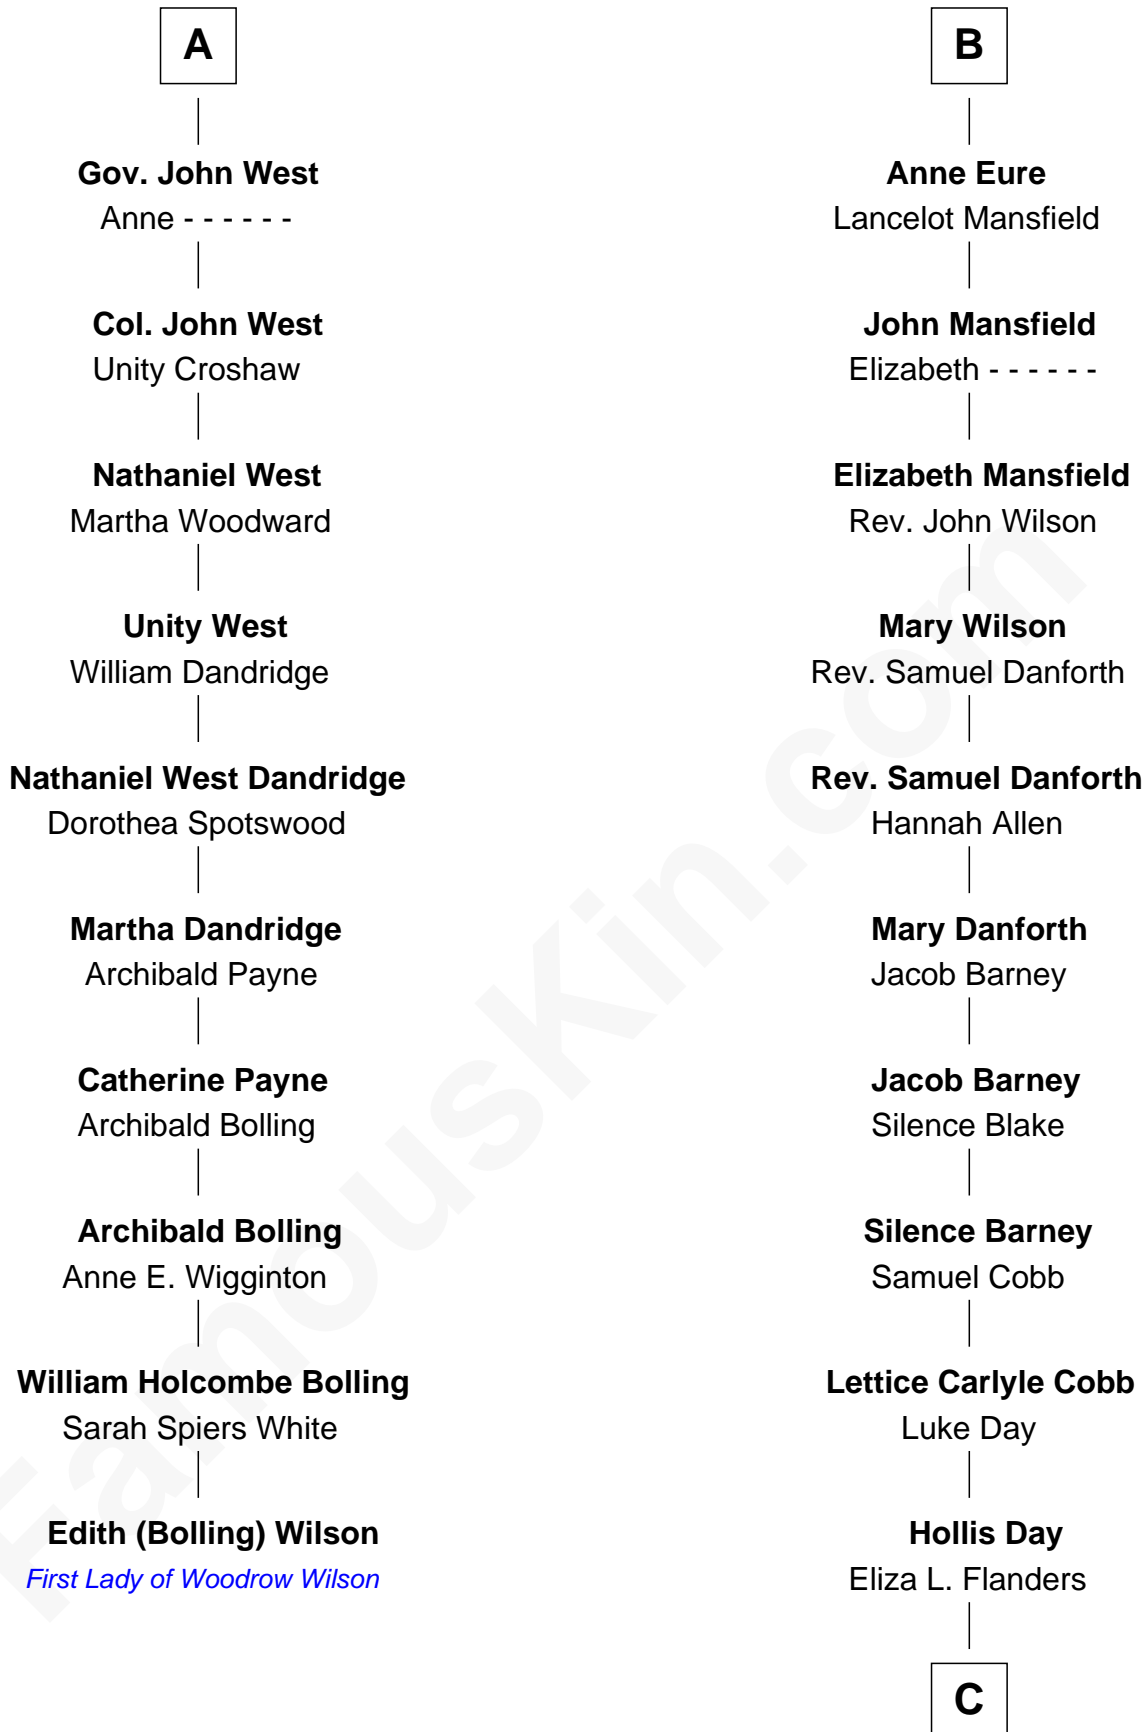 A
Gov. John West
Anne - - - - - -
Col. John West
Unity Croshaw
Nathaniel West
Martha Woodward
Unity West
William Dandridge
Nathaniel West Dandridge
Dorothea Spotswood
Martha Dandridge
Archibald Payne
Catherine Payne
Archibald Bolling
Archibald Bolling
Anne E. Wigginton
William Holcombe Bolling
Sarah Spiers White
Edith (Bolling) Wilson
First Lady of Woodrow Wilson
B
Anne Eure
Lancelot Mansfield
John Mansfield
Elizabeth - - - - - -
Elizabeth Mansfield
Rev. John Wilson
Mary Wilson
Rev. Samuel Danforth
Rev. Samuel Danforth
Hannah Allen
Mary Danforth
Jacob Barney
Jacob Barney
Silence Blake
Silence Barney
Samuel Cobb
Lettice Carlyle Cobb
Luke Day
Hollis Day
Eliza L. Flanders
C
FamousKin.com